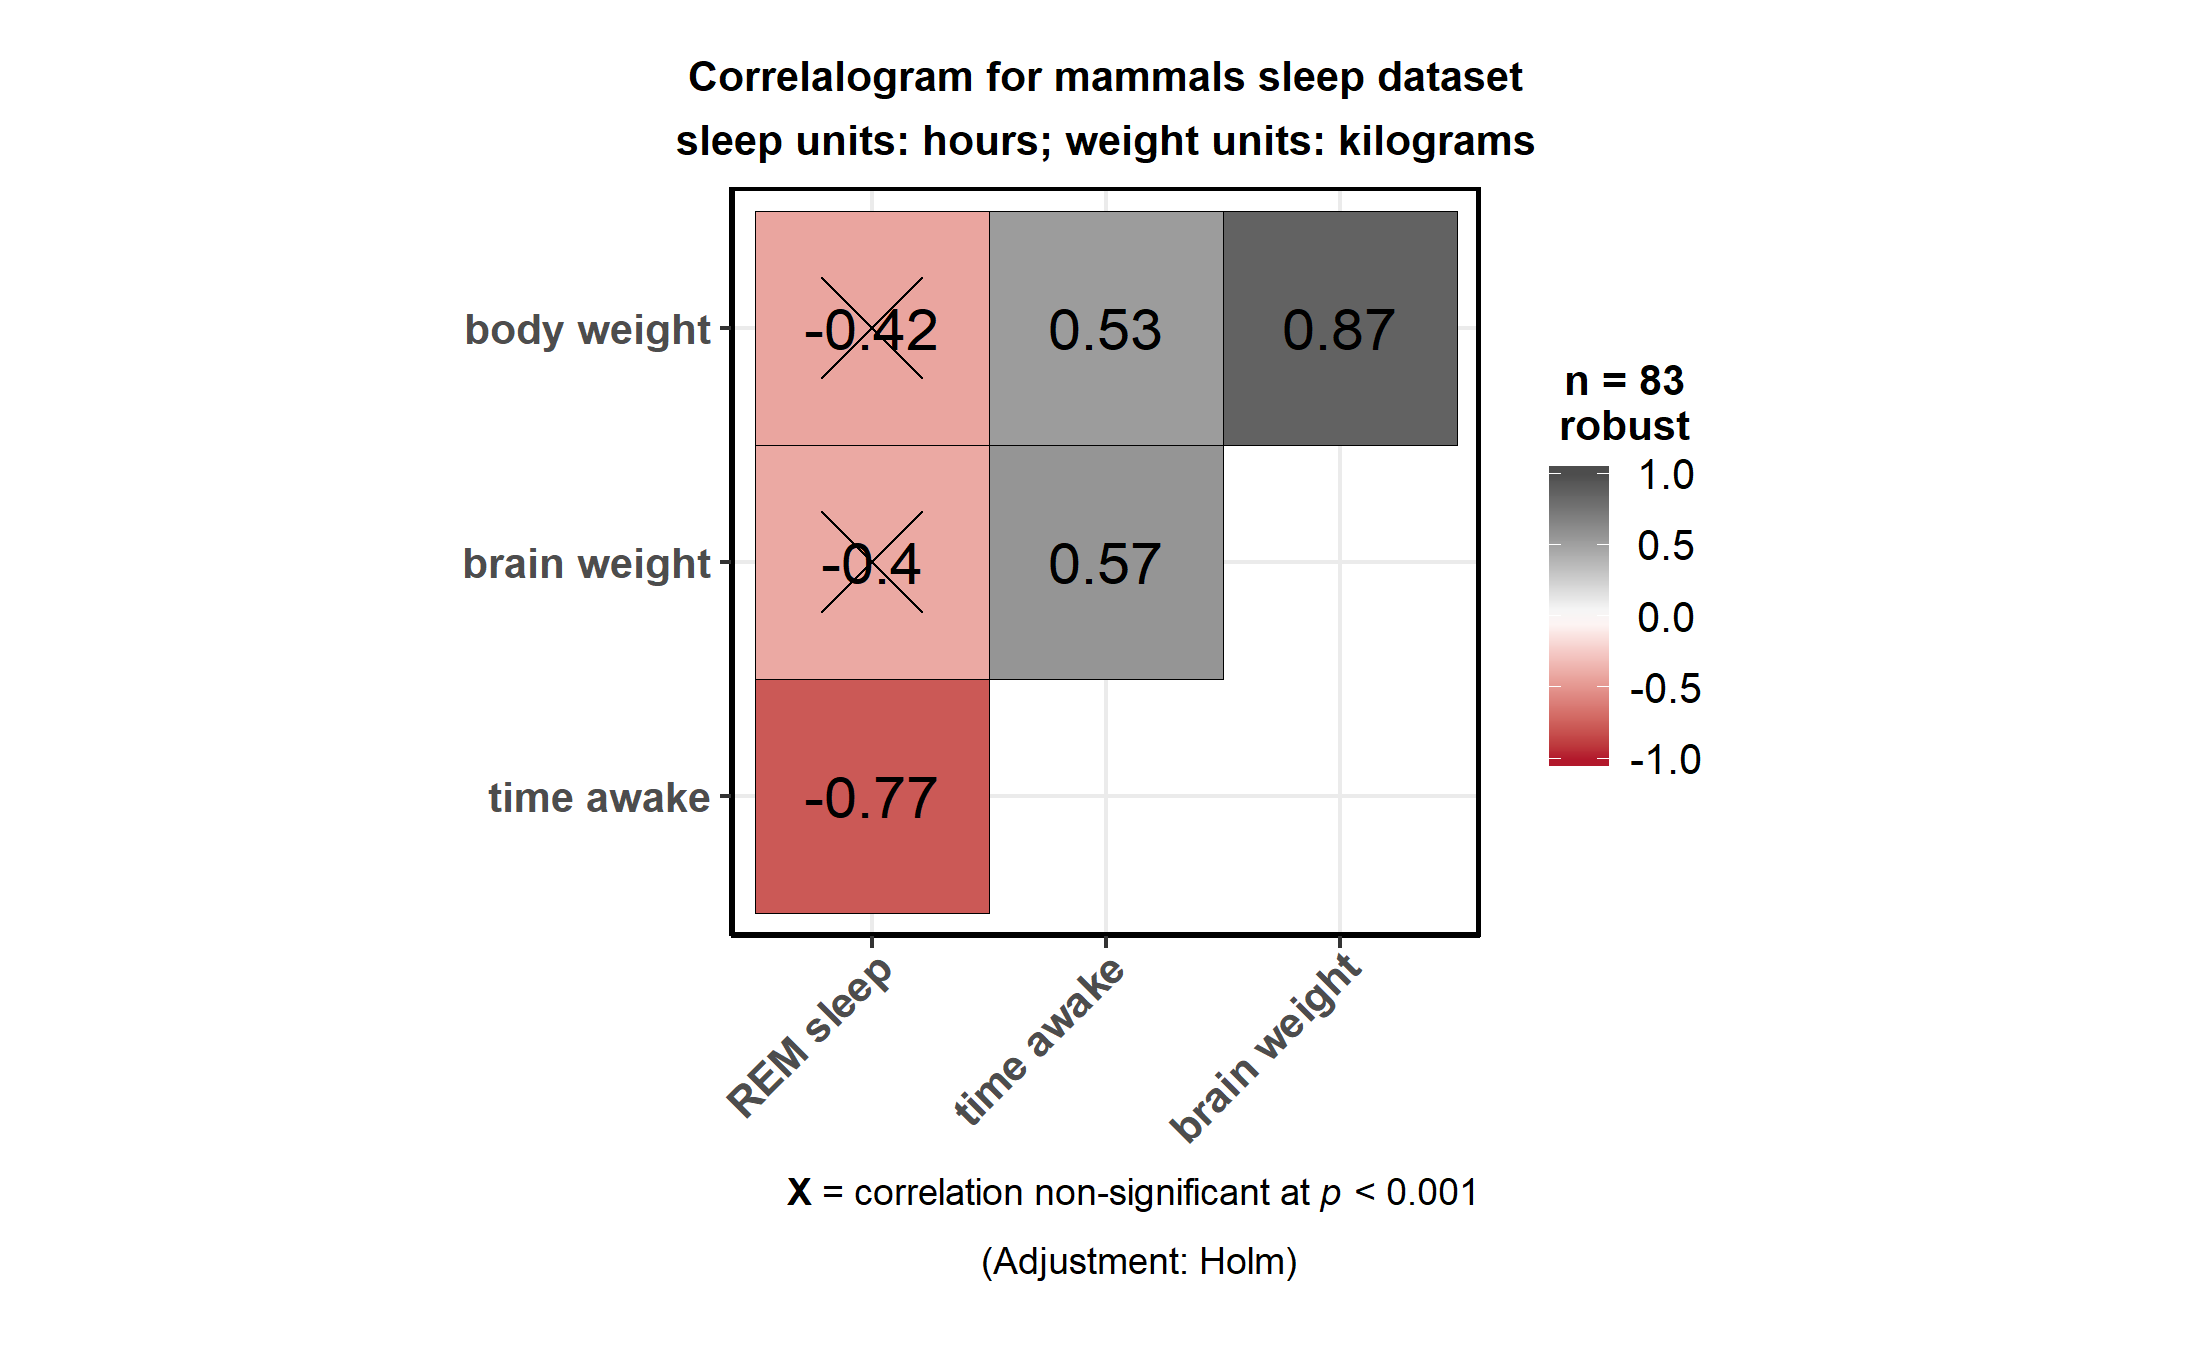 Correlalogram for mammals sleep dataset
sleep units: hours; weight units: kilograms
body weight
-0.42
0.53
0.87
brain weight
-0.4
0.57
time awake
-0.77
REM sleep
time awake
brain weight
n = 83
robust
1.0
0.5
0.0
-0.5
-1.0
X = correlation non-significant at p < 0.001
(Adjustment: Holm)